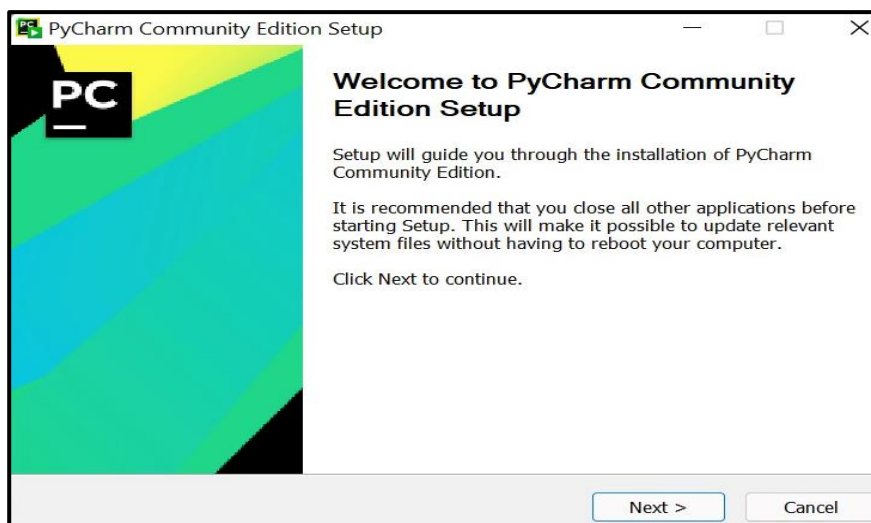 PyCharm Community Edition Setup
PC
Welcome to PyCharm Community
Edition Setup
Setup will guide you through the installation of PyCharm
Community Edition.
It is recommended that you close all other applications before
starting Setup. This will make it possible to update relevant
system files without having to reboot your computer.
Click Next to continue.
Next >
Cancel